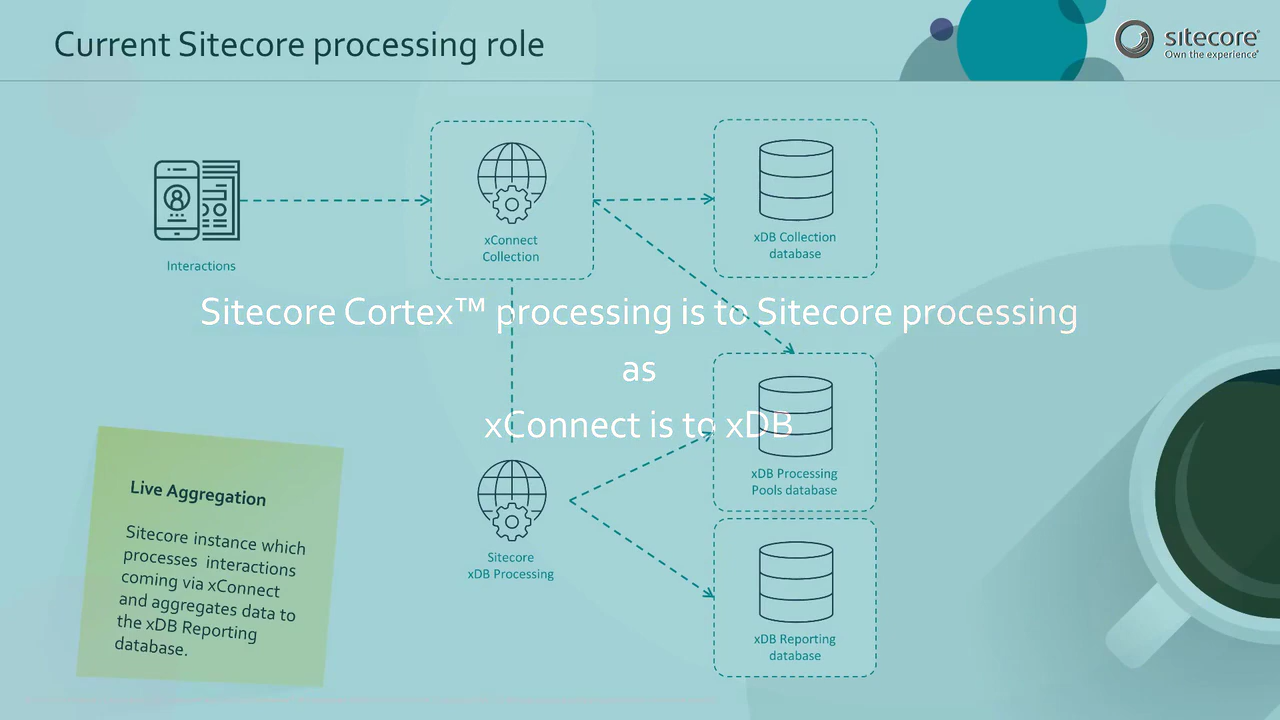 Current Sitecore processing role
sitecore®
Own the experience®
xConnect
Collection
xDB Collection
database
Interactions
Sitecore Cortex™ processing is to Sitecore processing
as
xConnect is to xDB
xDB Processing
Pools database
Live Aggregation
Sitecore instance which
processes interactions
coming via xConnect
and aggregates data to
the xDB Reporting
database.
Sitecore
xDB Processing
xDB Reporting
database